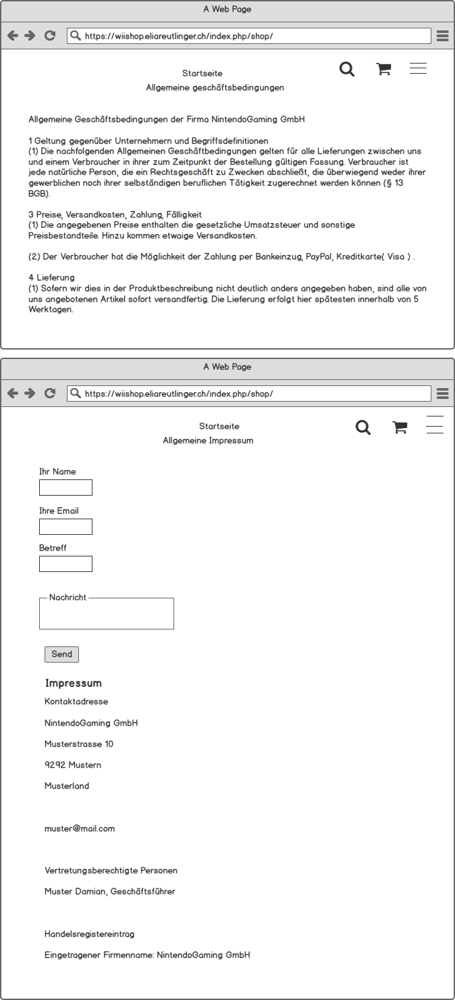 A Web Page
https://wiishop.eliareutlinger.ch/index.php/shop/
Startseite
Allgemeine geschäftsbedingungen
Allgemeine Geschäftsbedingungen der Firma NintendoGaming GmbH
1 Geltung gegenüber Unternehmern und Begriffsdefinitionen
(1) Die nachfolgenden Allgemeinen Geschäftbedingungen gelten für alle Lieferungen zwischen uns
und einem Verbraucher in ihrer zum Zeitpunkt der Bestellung gültigen Fassung. Verbraucher ist
jede natürliche Person, die ein Rechtsgeschäft zu Zwecken abschließt, die überwiegend weder ihrer
gewerblichen noch ihrer selbständigen beruflichen Tätigkeit zugerechnet werden können (§ 13
BGB).
3 Preise, Versandkosten, Zahlung, Fälligkeit
(1) Die angegebenen Preise enthalten die gesetzliche Umsatzsteuer und sonstige
Preisbestandteile. Hinzu kommen etwaige Versandkosten.
(2) Der Verbraucher hat die Möglichkeit der Zahlung per Bankeinzug, PayPal, Kreditkarte( Visa ) .
4 Lieferung
(1) Sofern wir dies in der Produktbeschreibung nicht deutlich anders angegeben haben, sind alle von
uns angebotenen Artikel sofort versandfertig. Die Lieferung erfolgt hier spätesten innerhalb von 5
Werktagen.
A Web Page
https://wiishop.eliareutlinger.ch/index.php/shop/
Startseite
Allgemeine Impressum
Ihr Name
Ihre Email
Betreff
Nachricht
Send
Impressum
Kontaktadresse
NintendoGaming GmbH
Musterstrasse 10
9292 Mustern
Musterland
muster@mail.com
Vertretungsberechtigte Personen
Muster Damian, Geschäftsführer
Handelsregistereintrag
Eingetragener Firmenname: NintendoGaming GmbH